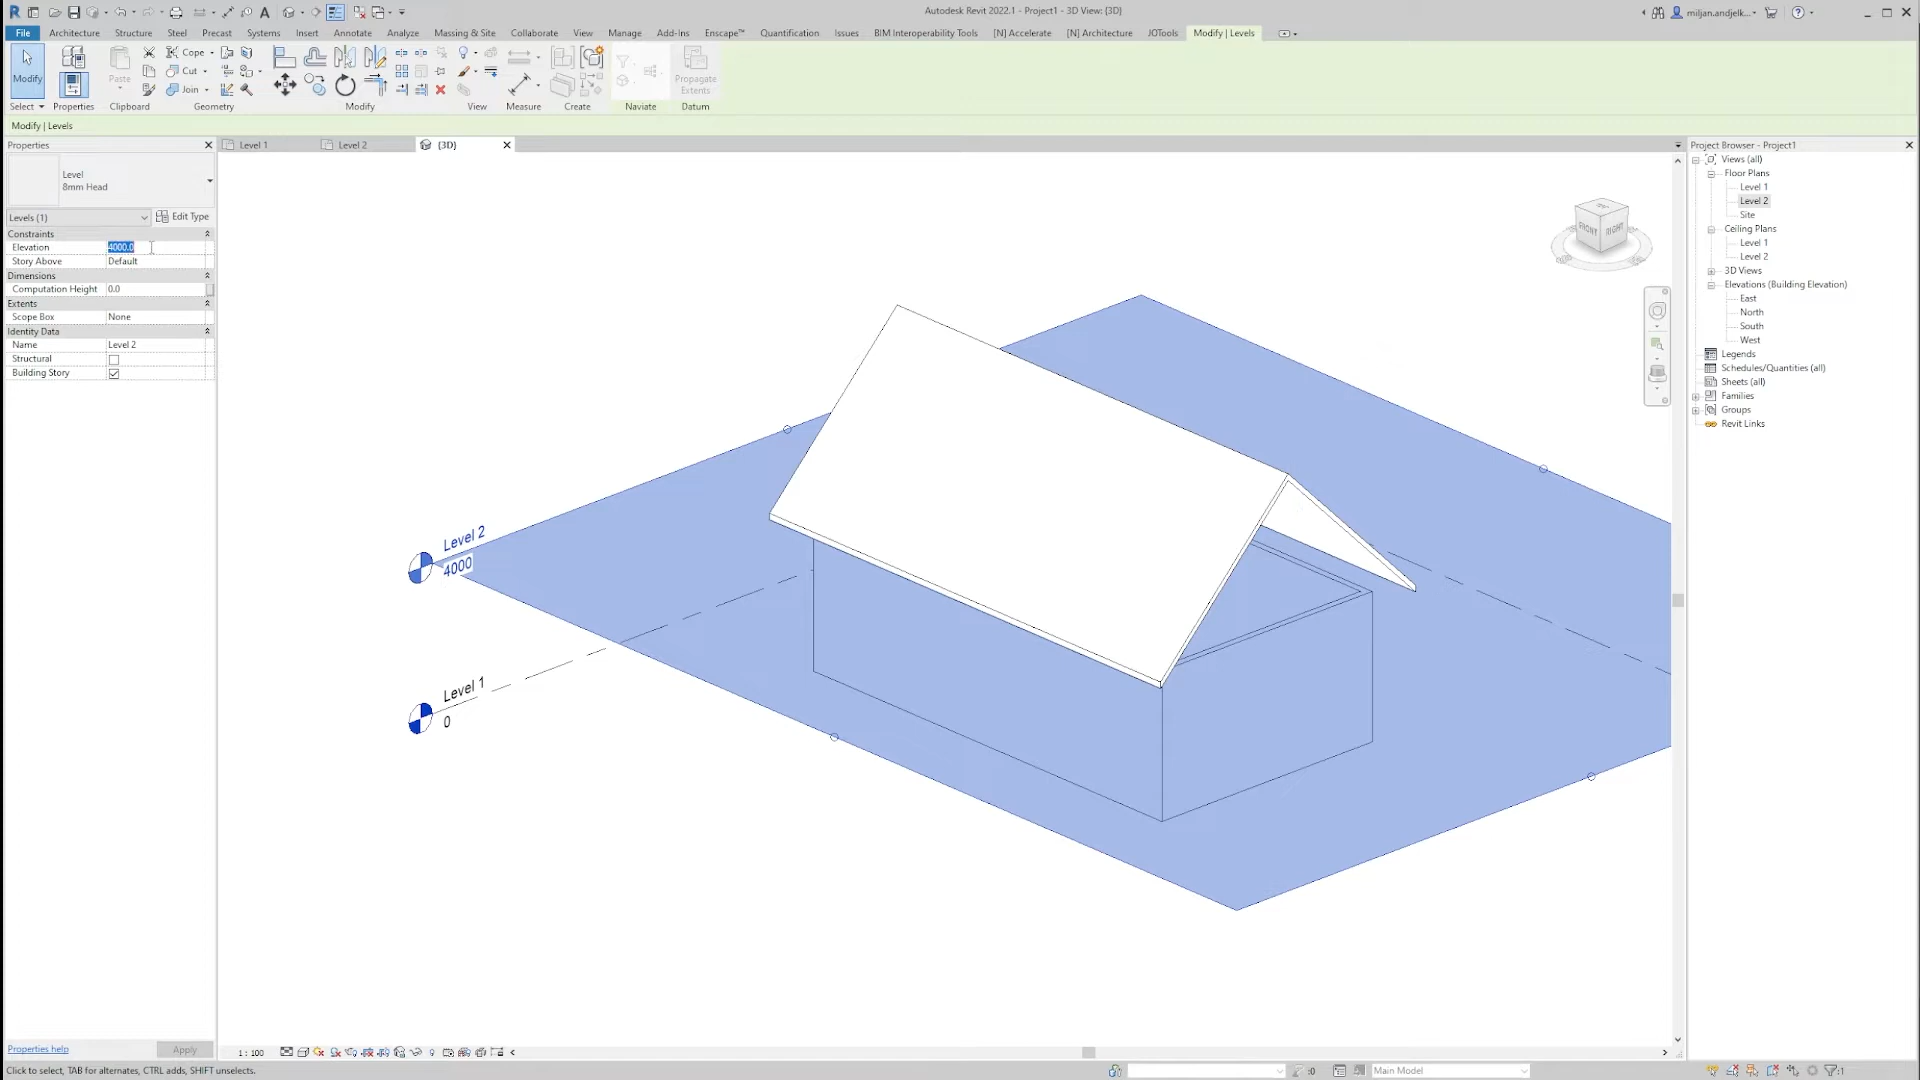 Autodesk Revit 2022.1 - Project1 - 3D View: {3D}
miljan.andjelk...
File Architecture Structure Steel Precast Systems Insert Annotate Analyze Massing & Site Collaborate View Manage Add-Ins Enscape™ Quantification Issues BIM Interoperability Tools [N] Accelerate [N] Architecture JOTools Modify | Levels
Modify
Paste
Cope
Cut
Join
Propagate
Extents
Select Properties Clipboard Geometry Modify View Measure Create Naviate Datum
Modify | Levels
Properties
Level
8mm Head
Levels (1)
Edit Type
Constraints
Elevation 4000.0
Story Above Default
Dimensions
Computation Height 0.0
Extents
Scope Box None
Identity Data
Name Level 2
Structural
Building Story
Properties help
Apply
Level 1
Level 2
{3D}
Level 2
4000
Level 1
0
FRONT
RIGHT
Project Browser - Project1
Views (all)
Floor Plans
Level 1
Level 2
Site
Ceiling Plans
Level 1
Level 2
3D Views
Elevations (Building Elevation)
East
North
South
West
Legends
Schedules/Quantities (all)
Sheets (all)
Families
Groups
Revit Links
1 : 100
Click to select, TAB for alternates, CTRL adds, SHIFT unselects.
:0
Main Model
:1